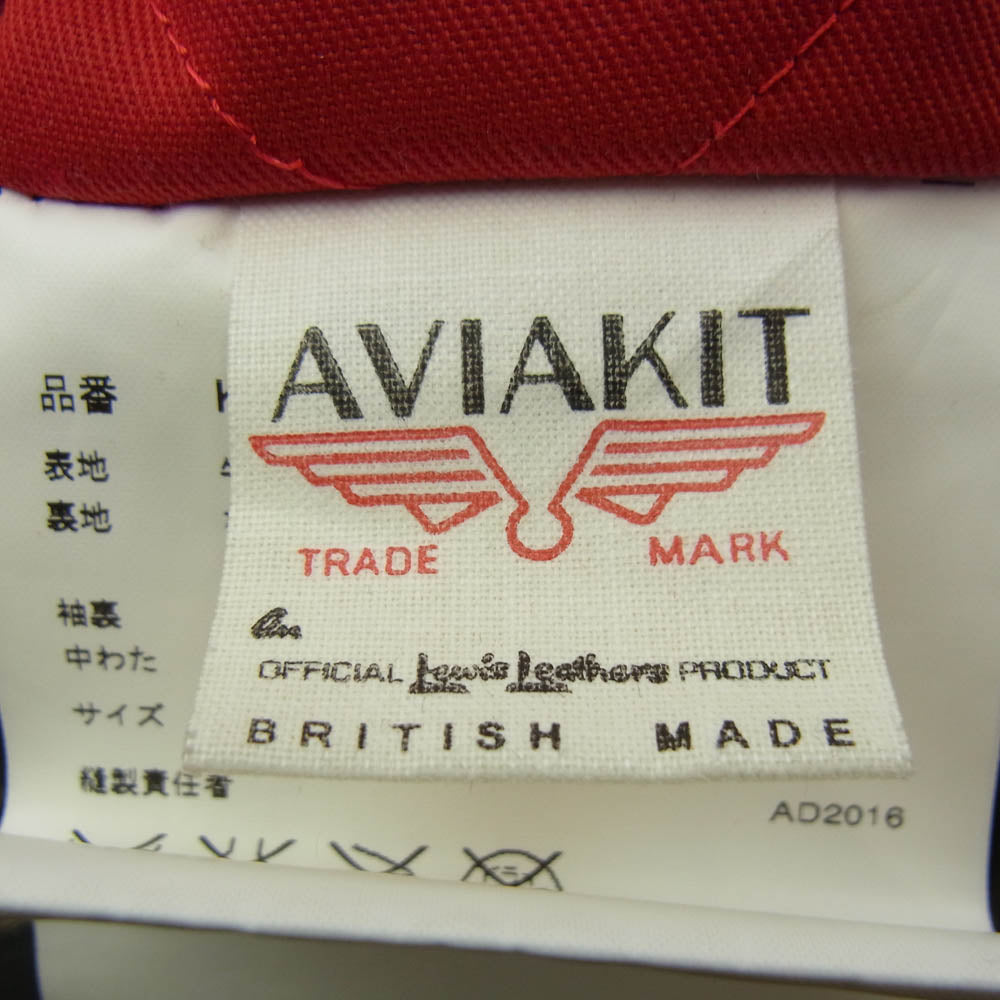 AVIAKIT
TRADE MARK
an
OFFICIAL Lewis Leathers PRODUCT
BRITISH MADE
品番
表地
裏地
袖裏
中わた
サイズ
縫製責任者
AD2016